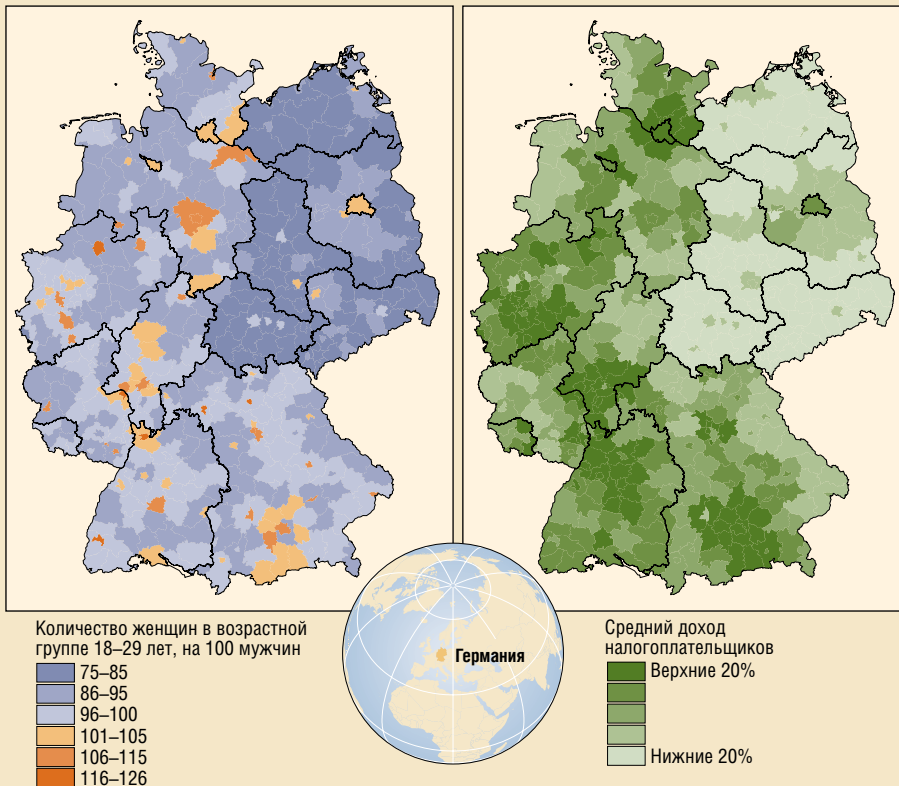 Количество женщин в возрастной
группе 18–29 лет, на 100 мужчин
75–85
86–95
96–100
101–105
106–115
116–126
Германия
Средний доход
налогоплательщиков
Верхние 20%
Нижние 20%